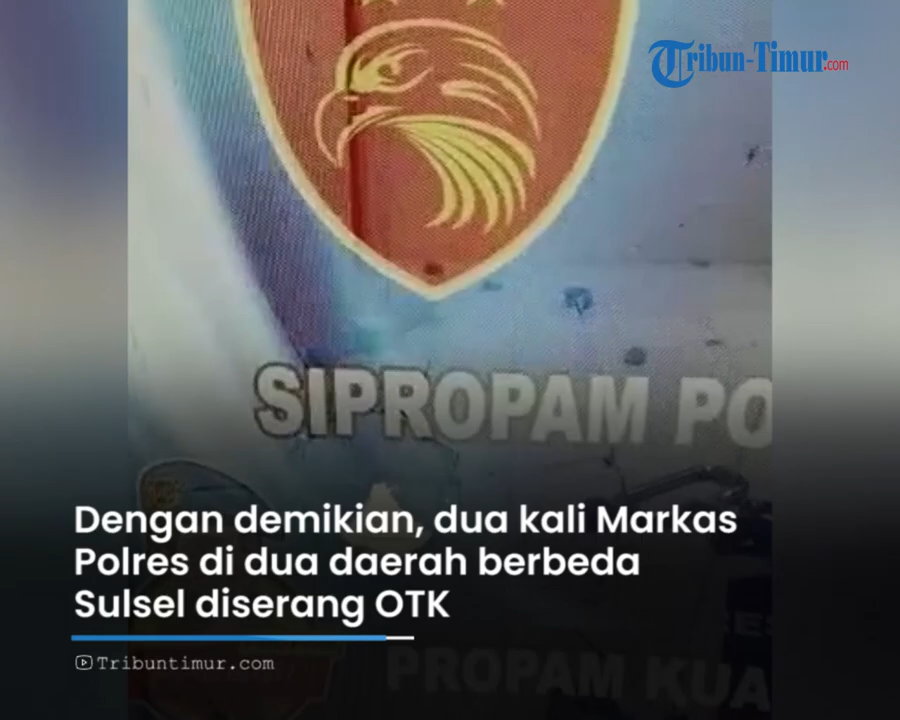 Tribun-Timur.com
SIPROPAM PO
Dengan demikian, dua kali Markas
Polres di dua daerah berbeda
Sulsel diserang OTK
Tribuntimur.com
PROPAM KUA